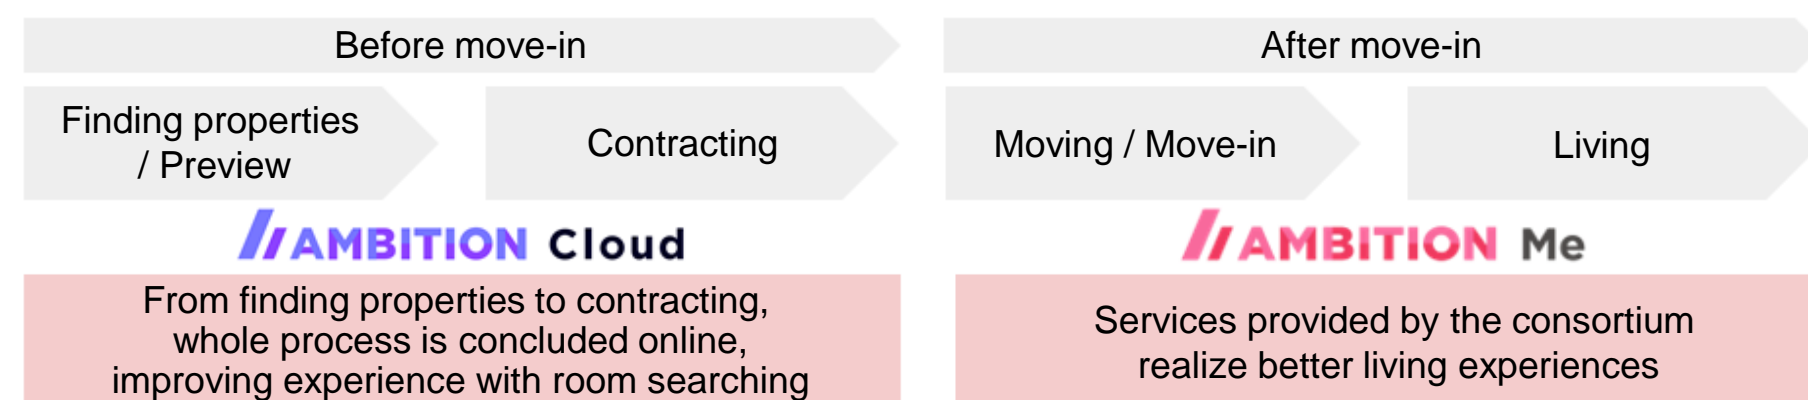 Before move-in
After move-in
Finding properties
/ Preview
Contracting
Moving / Move-in
Living
AMBITION Cloud
AMBITION Me
From finding properties to contracting,
whole process is concluded online,
improving experience with room searching
Services provided by the consortium
realize better living experiences